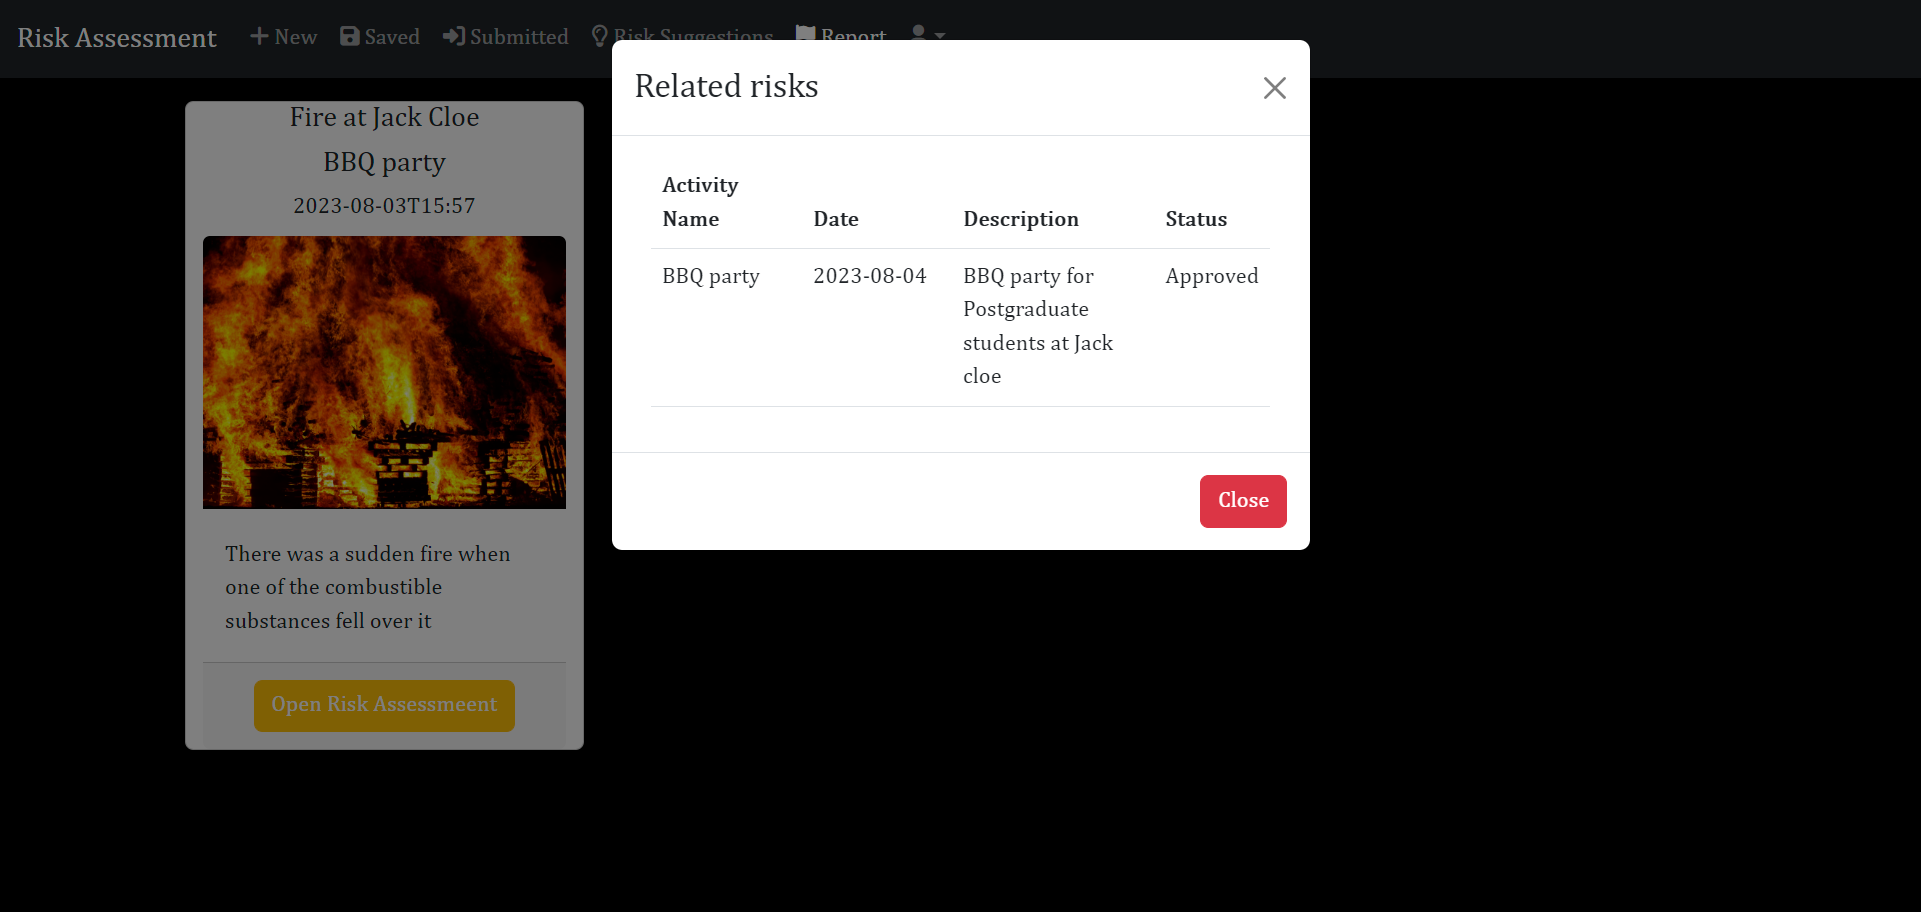 Risk Assessment New Saved Submitted Risk Suggestions Report
Related risks
Activity
Name Date Description Status
BBQ party 2023-08-04 BBQ party for Approved
Postgraduate
students at Jack
cloe
Close
Fire at Jack Cloe
BBQ party
2023-08-03T15:57
There was a sudden fire when
one of the combustible
substances fell over it
Open Risk Assessmeent